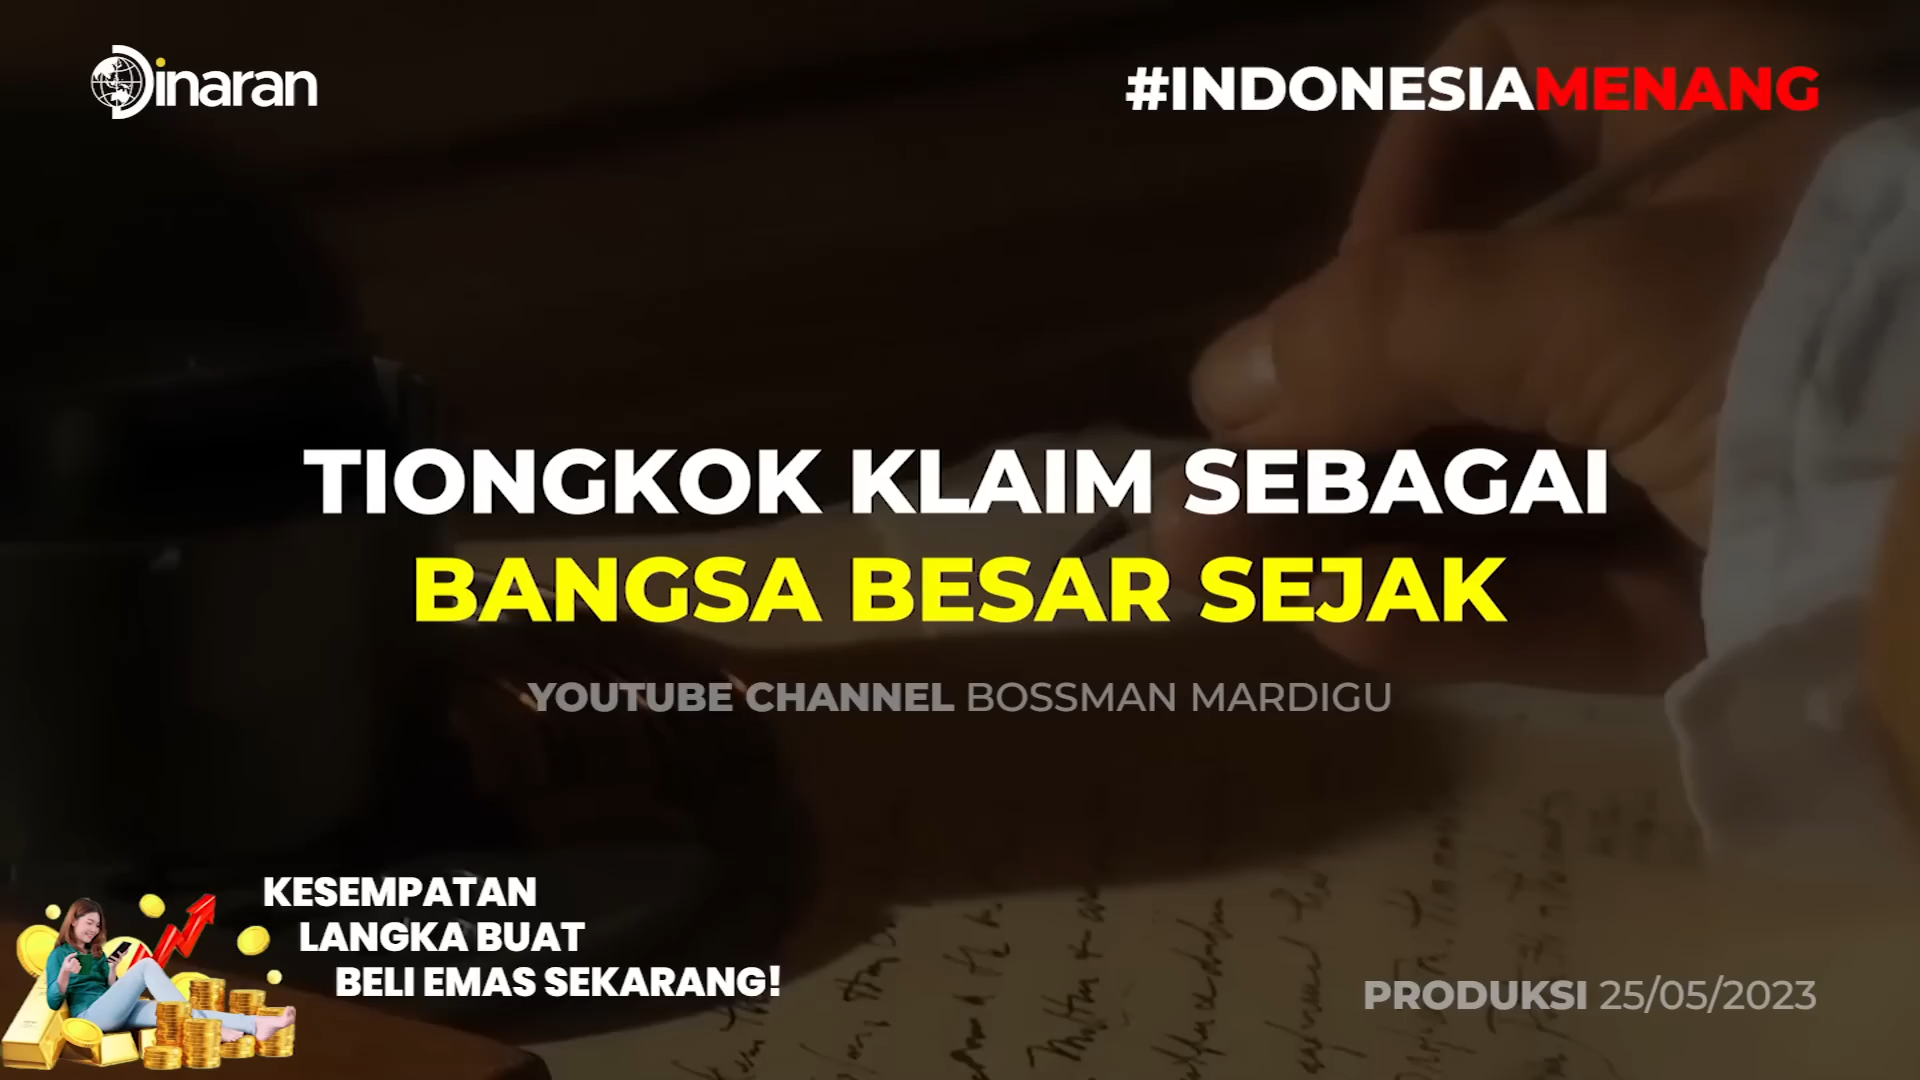 Dinaran
#INDONESIAMENANG
TIONGKOK KLAIM SEBAGAI
BANGSA BESAR SEJAK
YOUTUBE CHANNEL BOSSMAN MARDIGU
KESEMPATAN
LANGKA BUAT
BELI EMAS SEKARANG!
PRODUKSI 25/05/2023